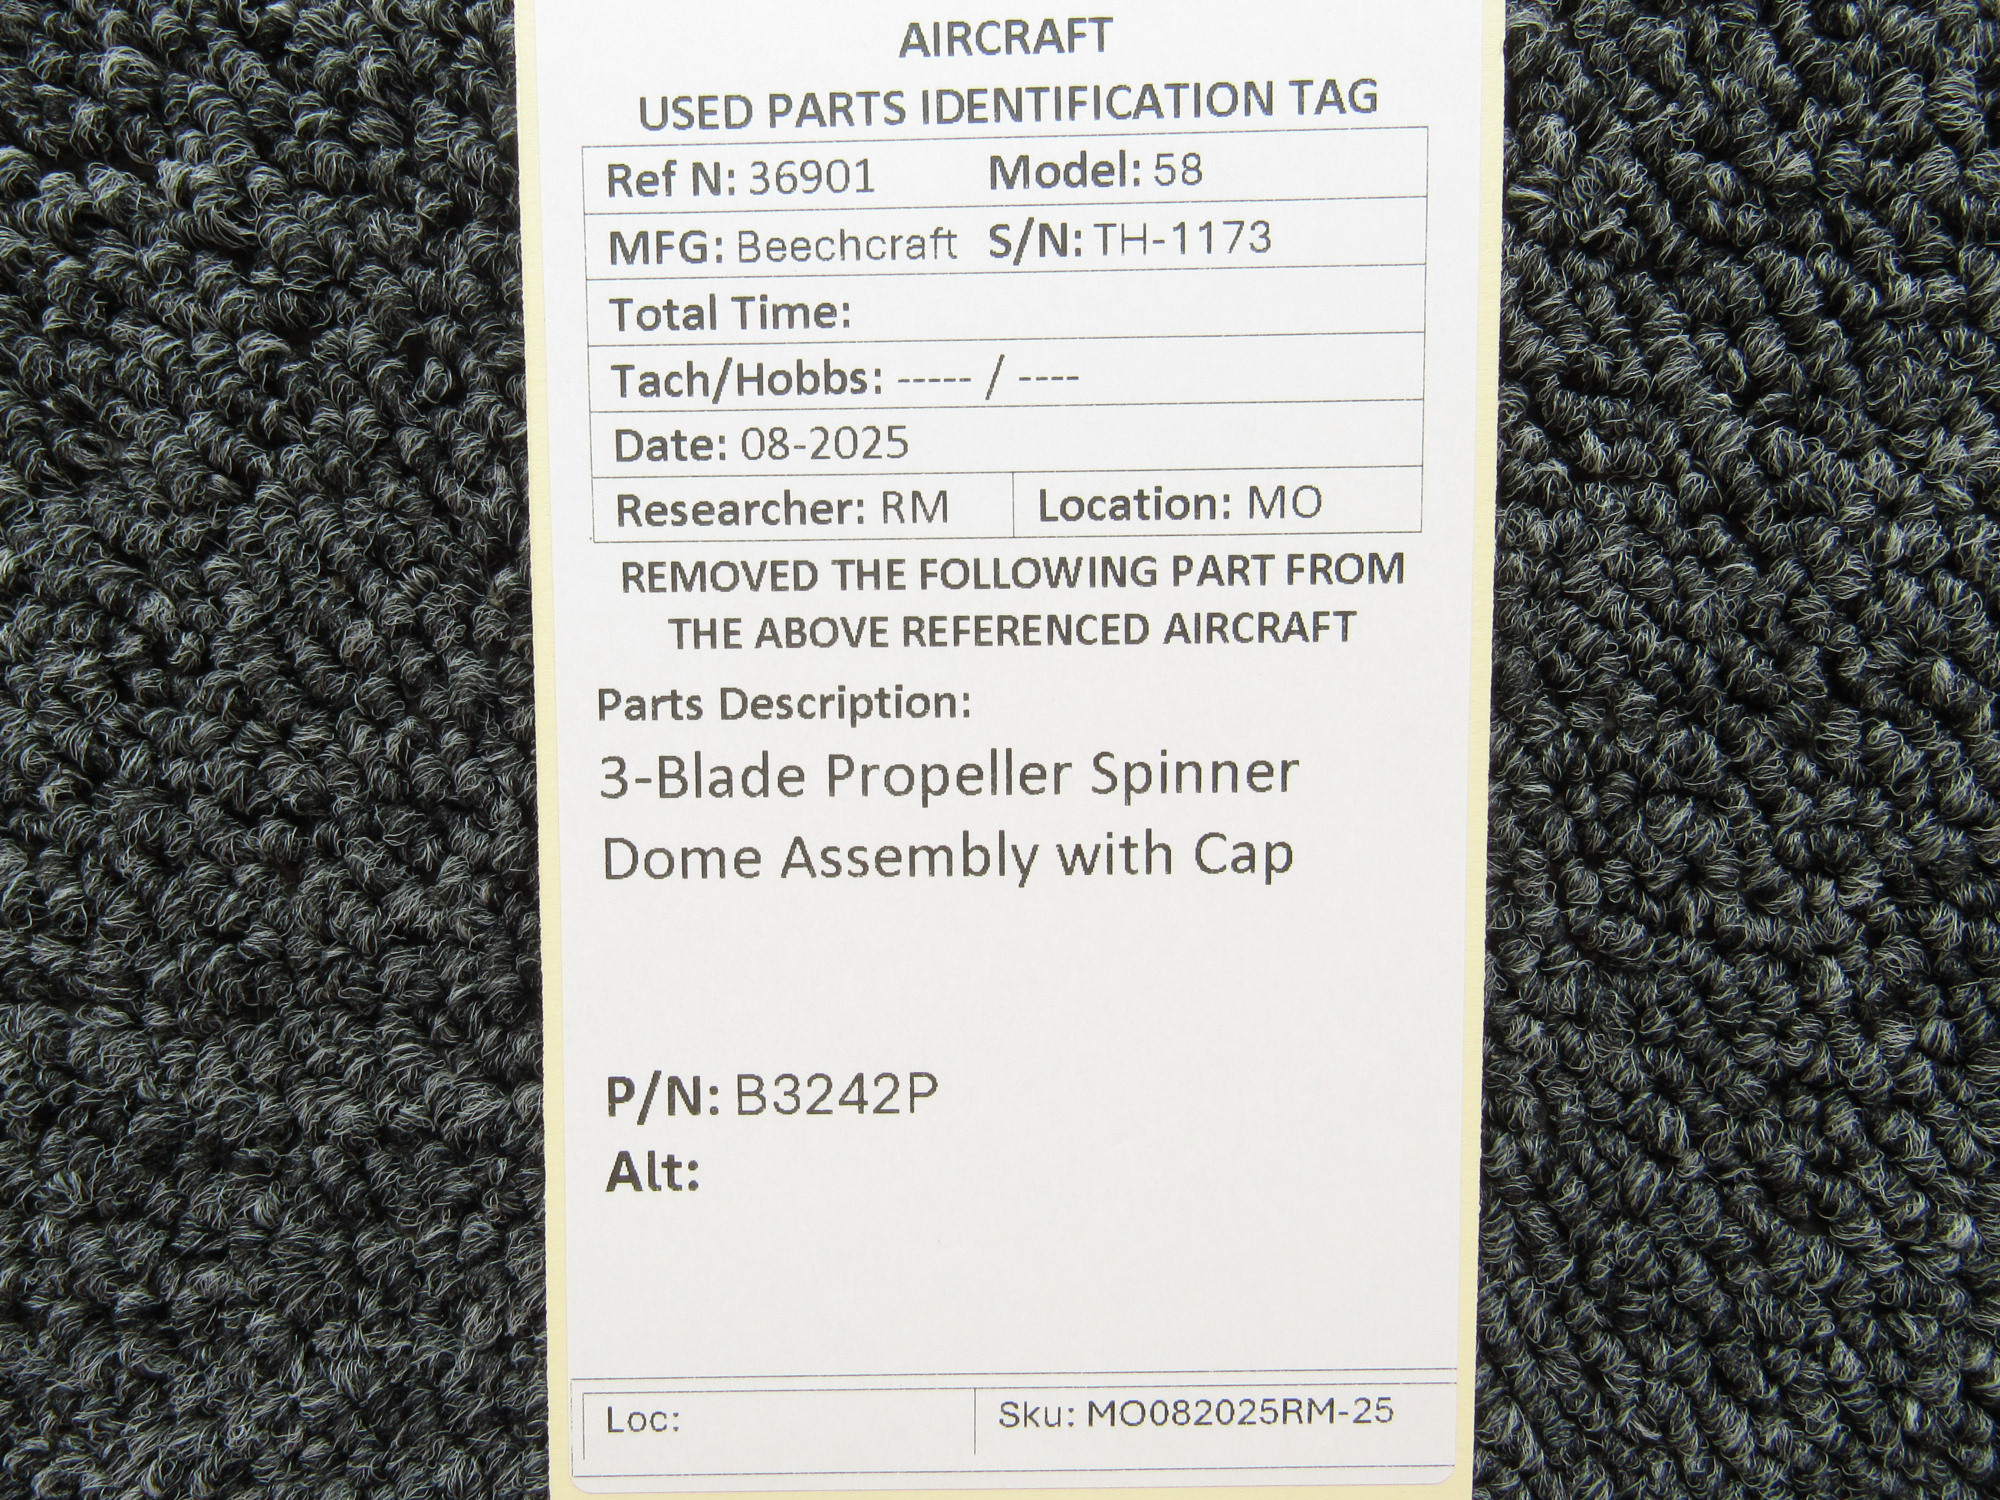 AIRCRAFT
USED PARTS IDENTIFICATION TAG
Ref N: 36901 Model: 58
MFG: Beechcraft S/N: TH-1173
Total Time:
Tach/Hobbs: ----- / ----
Date: 08-2025
Researcher: RM Location: MO
REMOVED THE FOLLOWING PART FROM
THE ABOVE REFERENCED AIRCRAFT
Parts Description:
3-Blade Propeller Spinner
Dome Assembly with Cap
P/N: B3242P
Alt:
Loc: Sku: MO082025RM-25